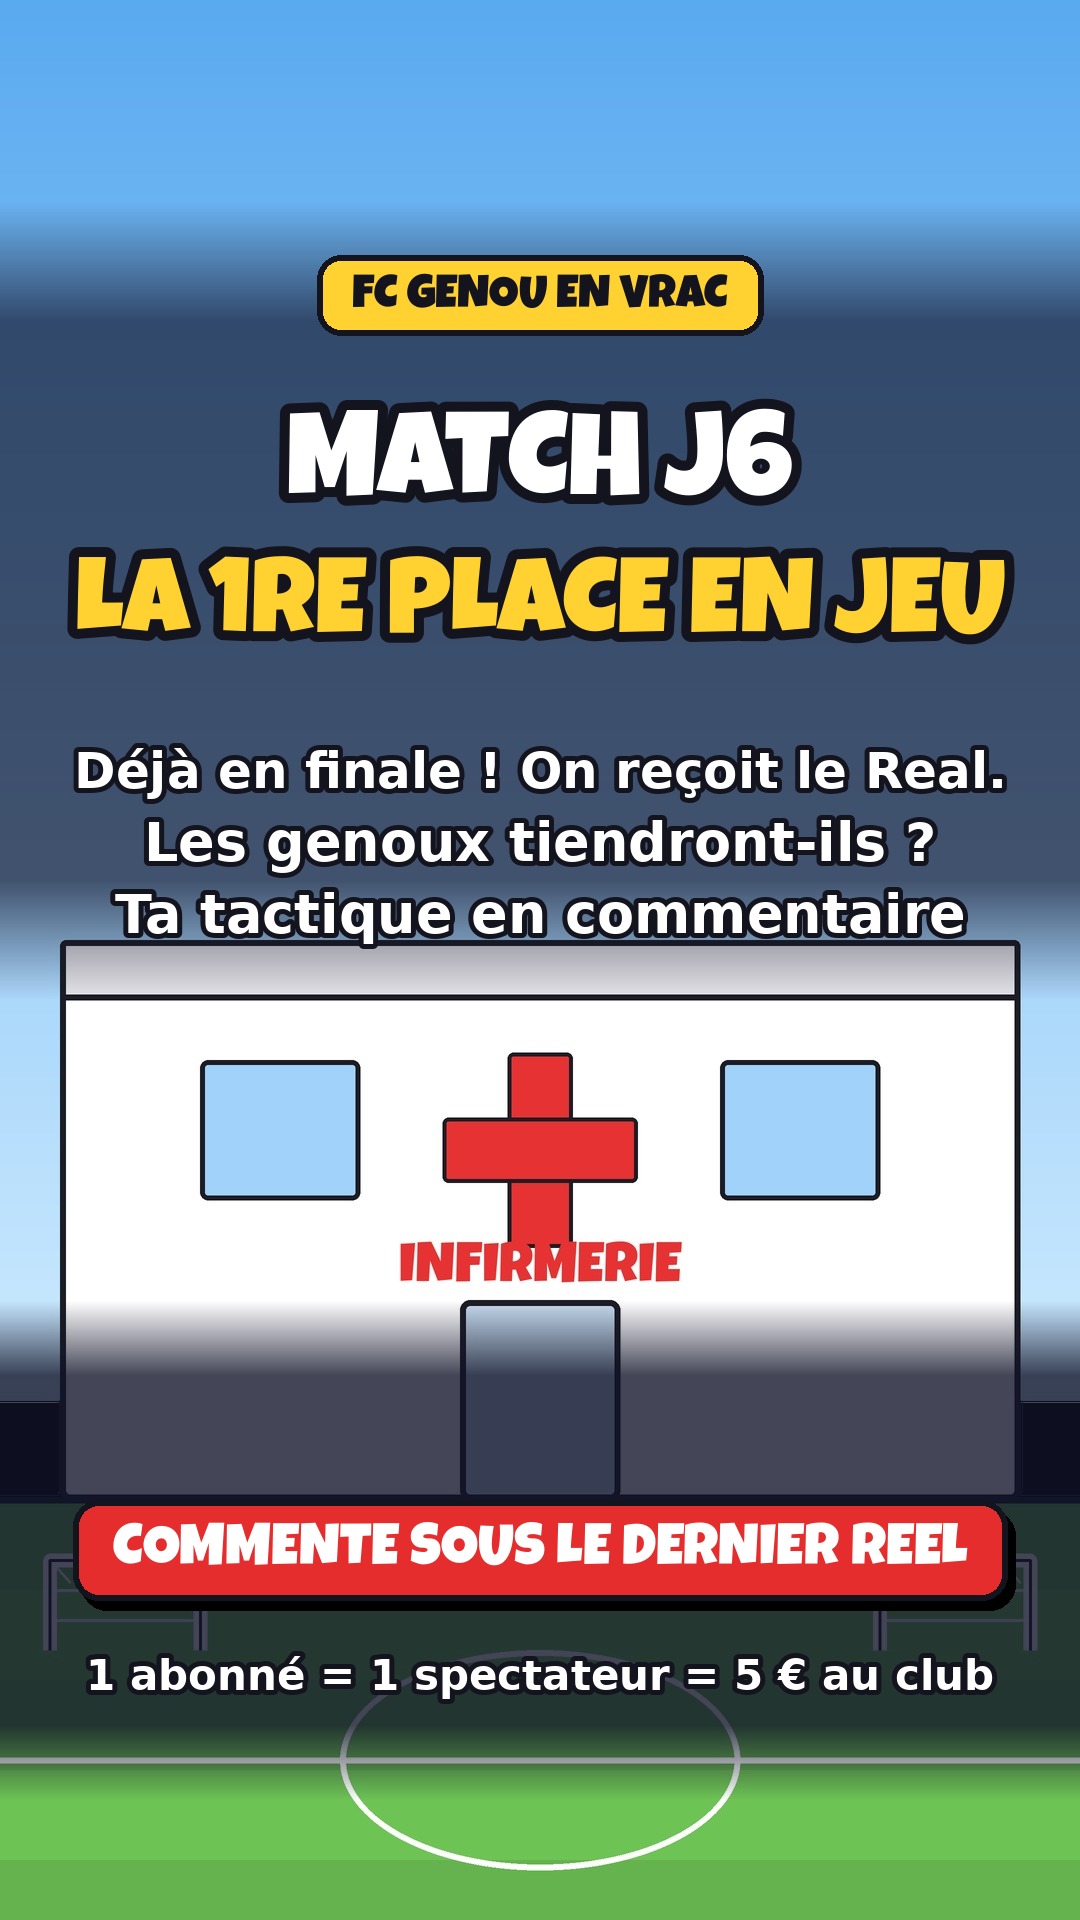 FC GENOU EN VRAC
MATCH J6
LA 1RE PLACE EN JEU
Déjà en finale ! On reçoit le Real.
Les genoux tiendront-ils ?
Ta tactique en commentaire
INFIRMERIE
COMMENTE SOUS LE DERNIER REEL
1 abonné = 1 spectateur = 5 € au club